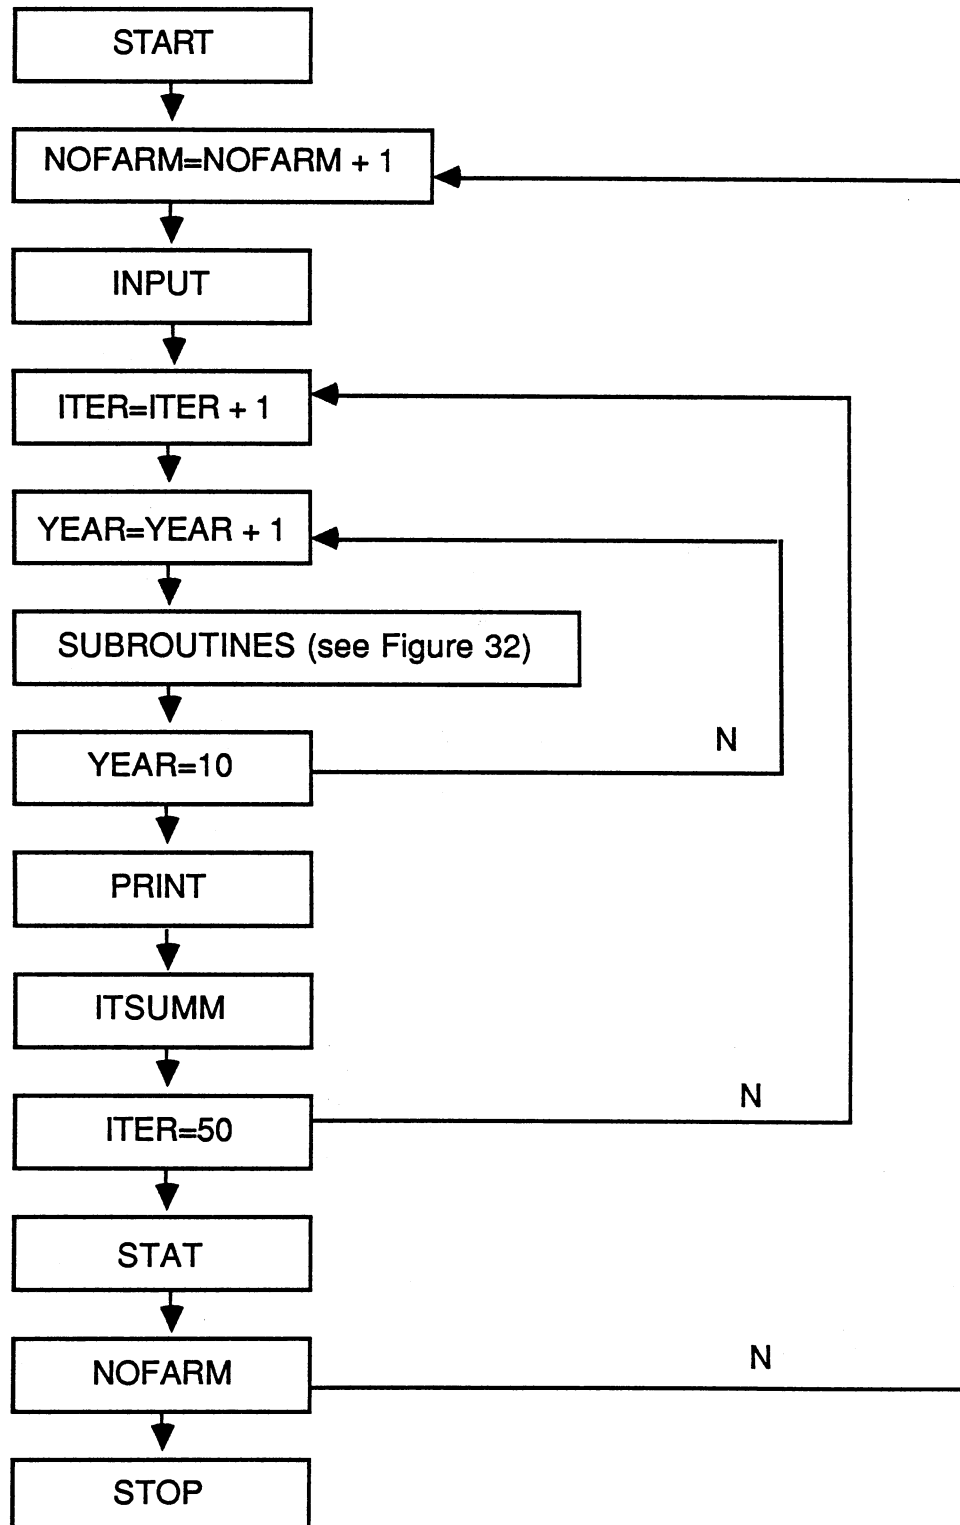 START
NOFARM=NOFARM + 1
INPUT
ITER=ITER + 1
YEAR=YEAR + 1
SUBROUTINES (see Figure 32)
N
YEAR=10
PRINT
ITSUMM
N
ITER=50
STAT
N
NOFARM
STOP